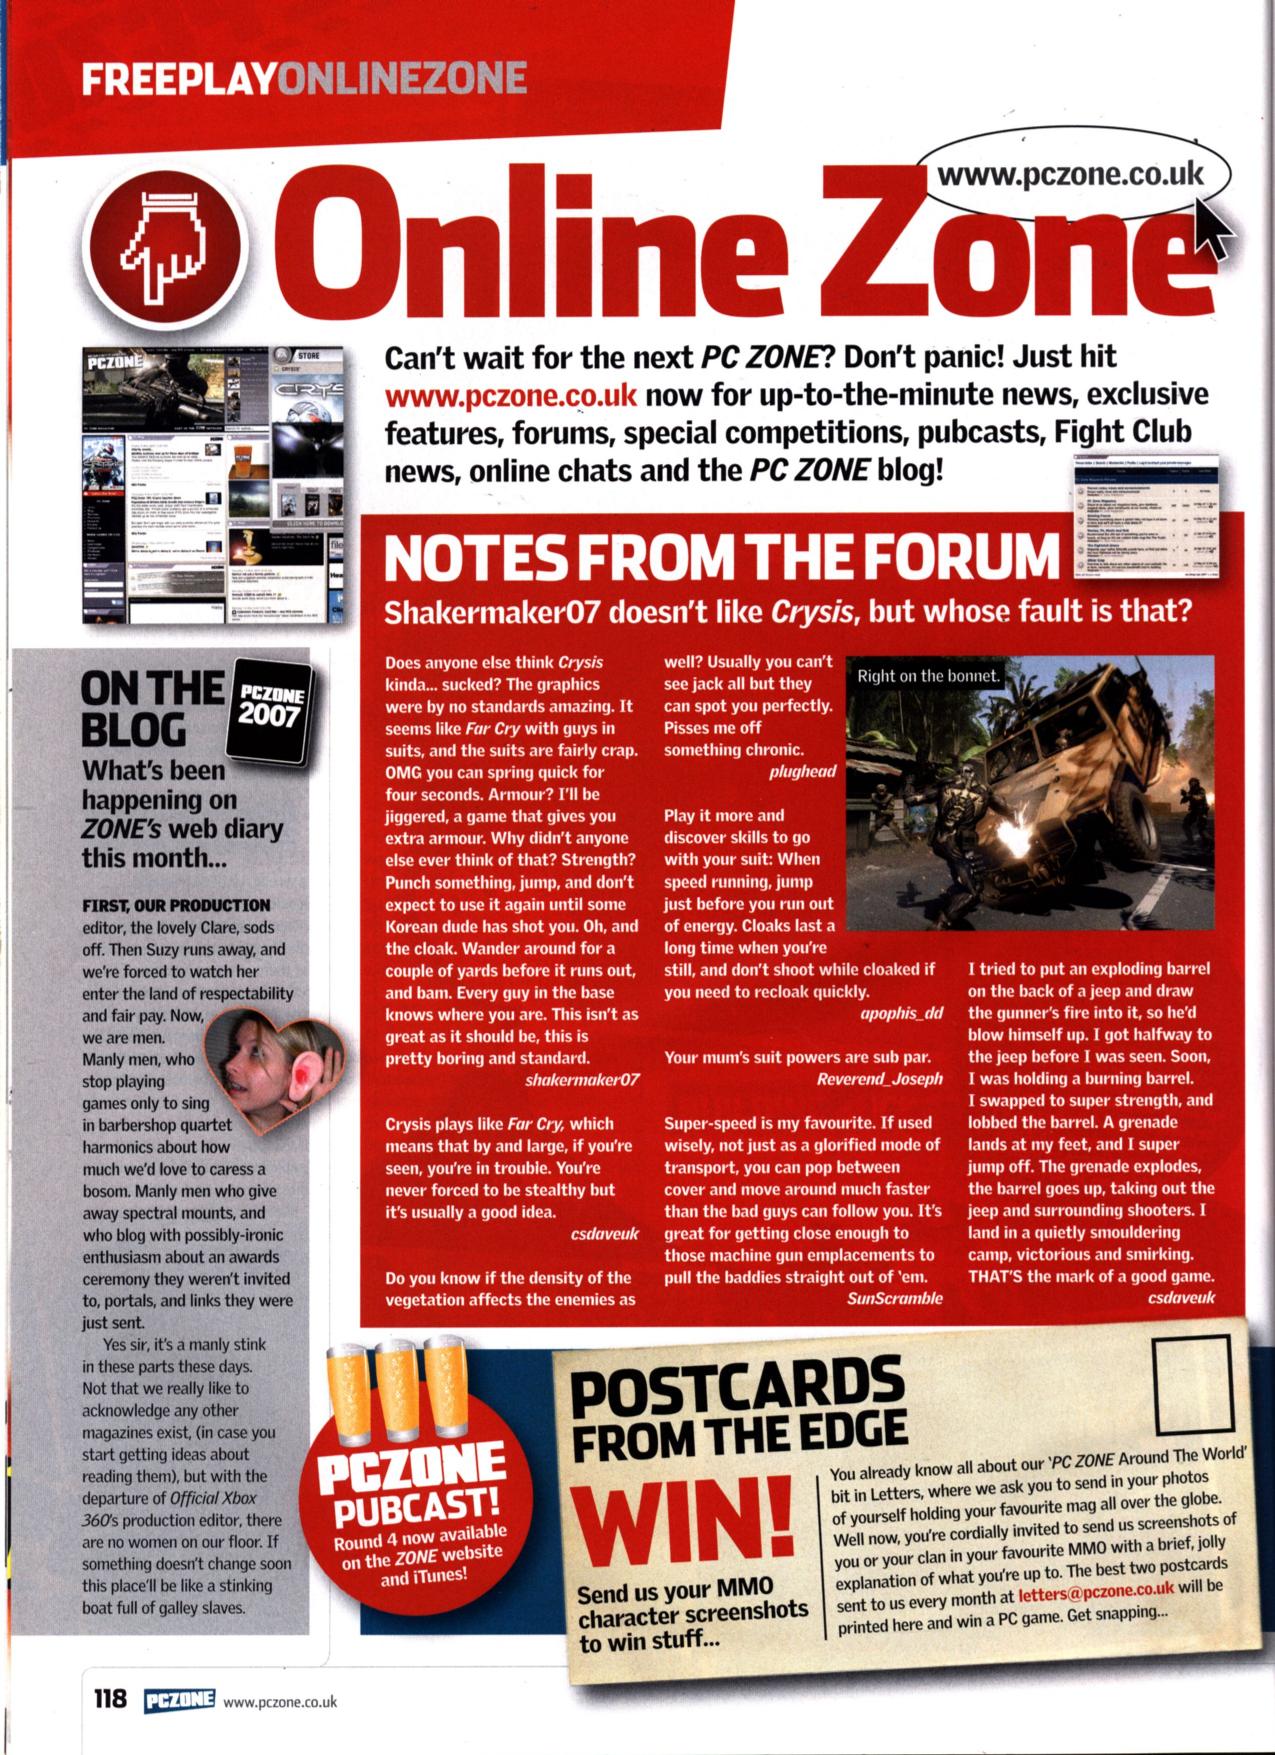 FREEPLAYONLINEZONE
www.pczone.co.uk
Online Zone
Can't wait for the next PC ZONE? Don't panic! Just hit
www.pczone.co.uk now for up-to-the-minute news, exclusive
features, forums, special competitions, pubcasts, Fight Club
news, online chats and the PC ZONE blog!
PCZONE
STORE
CRYSIS
NOTES FROM THE FORUM
Shakermaker07 doesn't like Crysis, but whose fault is that?
Does anyone else think Crysis
kinda... sucked? The graphics
were by no standards amazing. It
seems like Far Cry with guys in
suits, and the suits are fairly crap.
OMG you can spring quick for
four seconds. Armour? I'll be
jiggered, a game that gives you
extra armour. Why didn't anyone
else ever think of that? Strength?
Punch something, jump, and don't
expect to use it again until some
Korean dude has shot you. Oh, and
the cloak. Wander around for a
couple of yards before it runs out,
and bam. Every guy in the base
knows where you are. This isn't as
great as it should be, this is
pretty boring and standard.
shakermaker07
Crysis plays like Far Cry, which
means that by and large, if you're
seen, you're in trouble. You're
never forced to be stealthy but
it's usually a good idea.
csdaveuk
Do you know if the density of the
vegetation affects the enemies as
well? Usually you can't
see jack all but they
can spot you perfectly.
Pisses me off
something chronic.
plughead
Play it more and
discover skills to go
with your suit: When
speed running, jump
just before you run out
of energy. Cloaks last a
long time when you're
still, and don't shoot while cloaked if
you need to recloak quickly.
apophis_dd
Your mum's suit powers are sub par.
Reverend_Joseph
Super-speed is my favourite. If used
wisely, not just as a glorified mode of
transport, you can pop between
cover and move around much faster
than the bad guys can follow you. It's
great for getting close enough to
those machine gun emplacements to
pull the baddies straight out of 'em.
SunScramble
Right on the bonnet.
I tried to put an exploding barrel
on the back of a jeep and draw
the gunner's fire into it, so he'd
blow himself up. I got halfway to
the jeep before I was seen. Soon,
I was holding a burning barrel.
I swapped to super strength, and
lobbed the barrel. A grenade
lands at my feet, and I super
jump off. The grenade explodes,
the barrel goes up, taking out the
jeep and surrounding shooters. I
land in a quietly smouldering
camp, victorious and smirking.
THAT'S the mark of a good game.
csdaveuk
ON THE
BLOG
PCZONE
2007
What's been
happening on
ZONE's web diary
this month...
FIRST, OUR PRODUCTION
editor, the lovely Clare, sods
off. Then Suzy runs away, and
we're forced to watch her
enter the land of respectability
and fair pay. Now,
we are men.
Manly men, who
stop playing
games only to sing
in barbershop quartet
harmonics about how
much we'd love to caress a
bosom. Manly men who give
away spectral mounts, and
who blog with possibly-ironic
enthusiasm about an awards
ceremony they weren't invited
to, portals, and links they were
just sent.
Yes sir, it's a manly stink
in these parts these days.
Not that we really like to
acknowledge any other
magazines exist, (in case you
start getting ideas about
reading them), but with the
departure of Official Xbox
360's production editor, there
are no women on our floor. If
something doesn't change soon
this place'll be like a stinking
boat full of galley slaves.
PCZONE
PUBCAST!
Round 4 now available
on the ZONE website
and iTunes!
POSTCARDS
FROM THE EDGE
WIN!
Send us your MMO
character screenshots
to win stuff...
You already know all about our 'PC ZONE Around The World'
bit in Letters, where we ask you to send in your photos
of yourself holding your favourite mag all over the globe.
Well now, you're cordially invited to send us screenshots of
you or your clan in your favourite MMO with a brief, jolly
explanation of what you're up to. The best two postcards
sent to us every month at letters@pczone.co.uk will be
printed here and win a PC game. Get snapping...
118 PCZONE www.pczone.co.uk